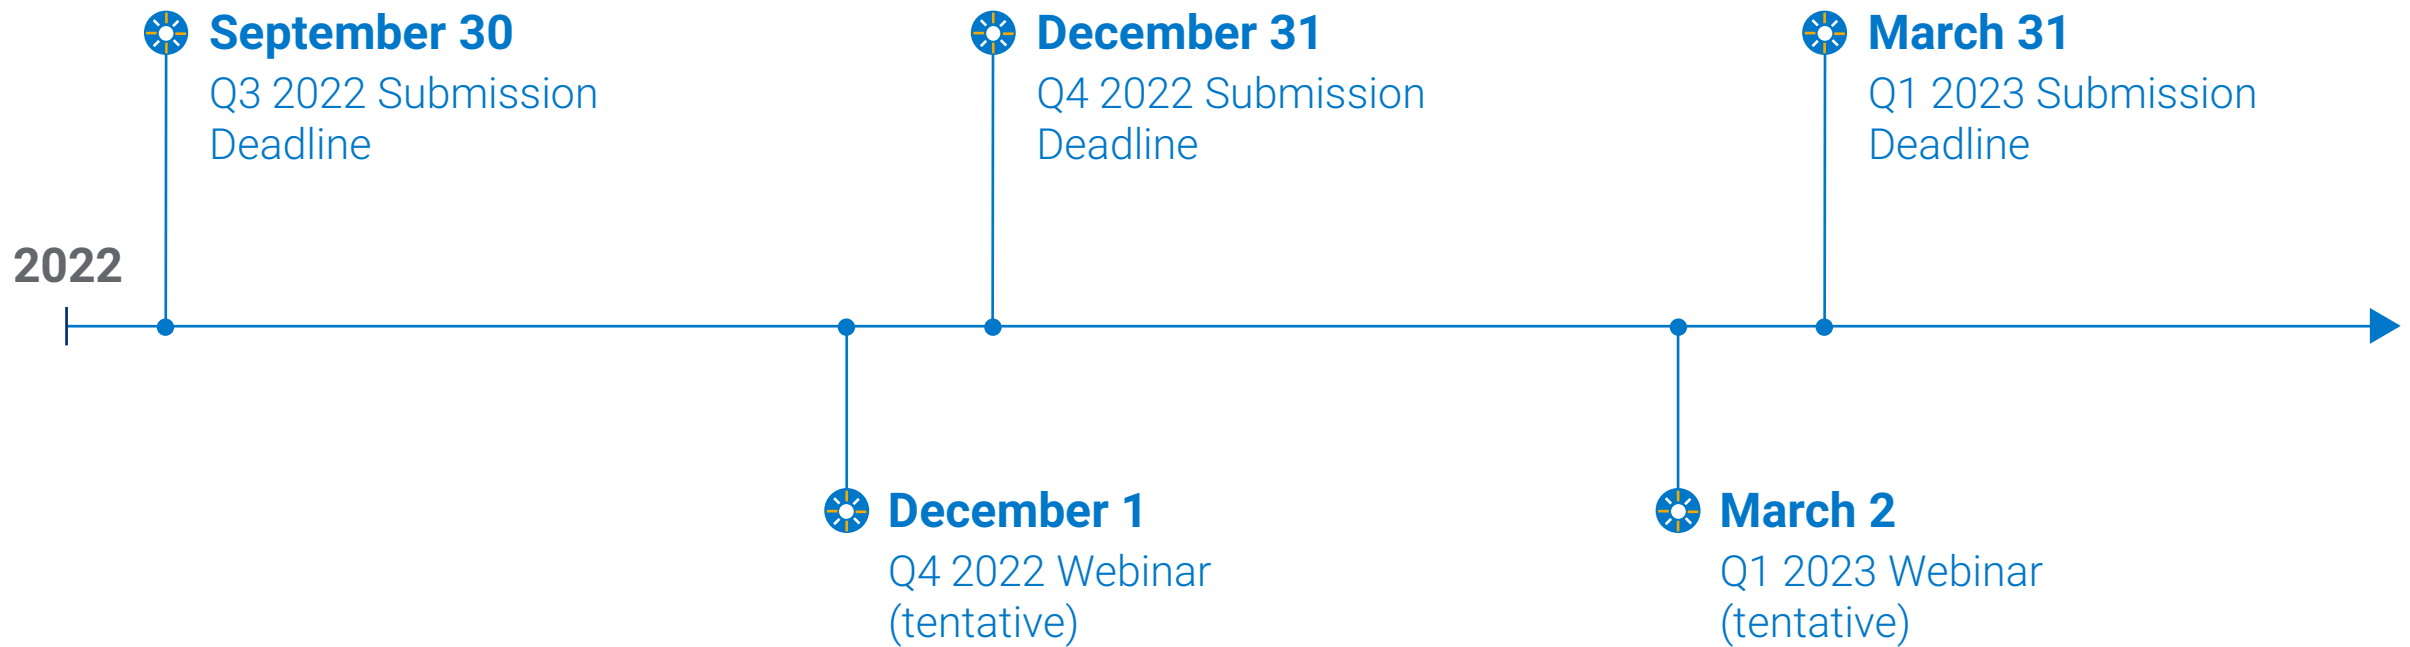 September 30
Q3 2022 Submission
Deadline
December 31
Q4 2022 Submission
Deadline
March 31
Q1 2023 Submission
Deadline
2022
December 1
Q4 2022 Webinar
(tentative)
March 2
Q1 2023 Webinar
(tentative)